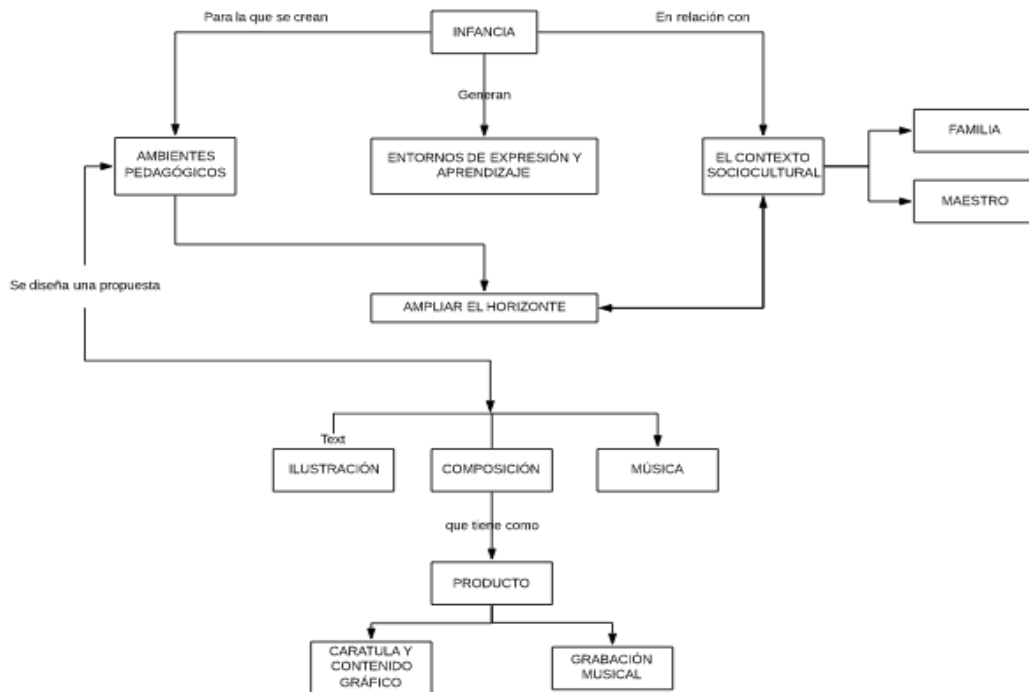 Para la que se crean
INFANCIA
En relación con
Generan
AMBIENTES
PEDAGÓGICOS
ENTORNOS DE EXPRESIÓN Y
APRENDIZAJE
EL CONTEXTO
SOCIOCULTURAL
FAMILIA
MAESTRO
Se diseña una propuesta
AMPLIAR EL HORIZONTE
Text
ILUSTRACIÓN
COMPOSICIÓN
MÚSICA
que tiene como
PRODUCTO
CARATULA Y
CONTENIDO
GRÁFICO
GRABACIÓN
MUSICAL